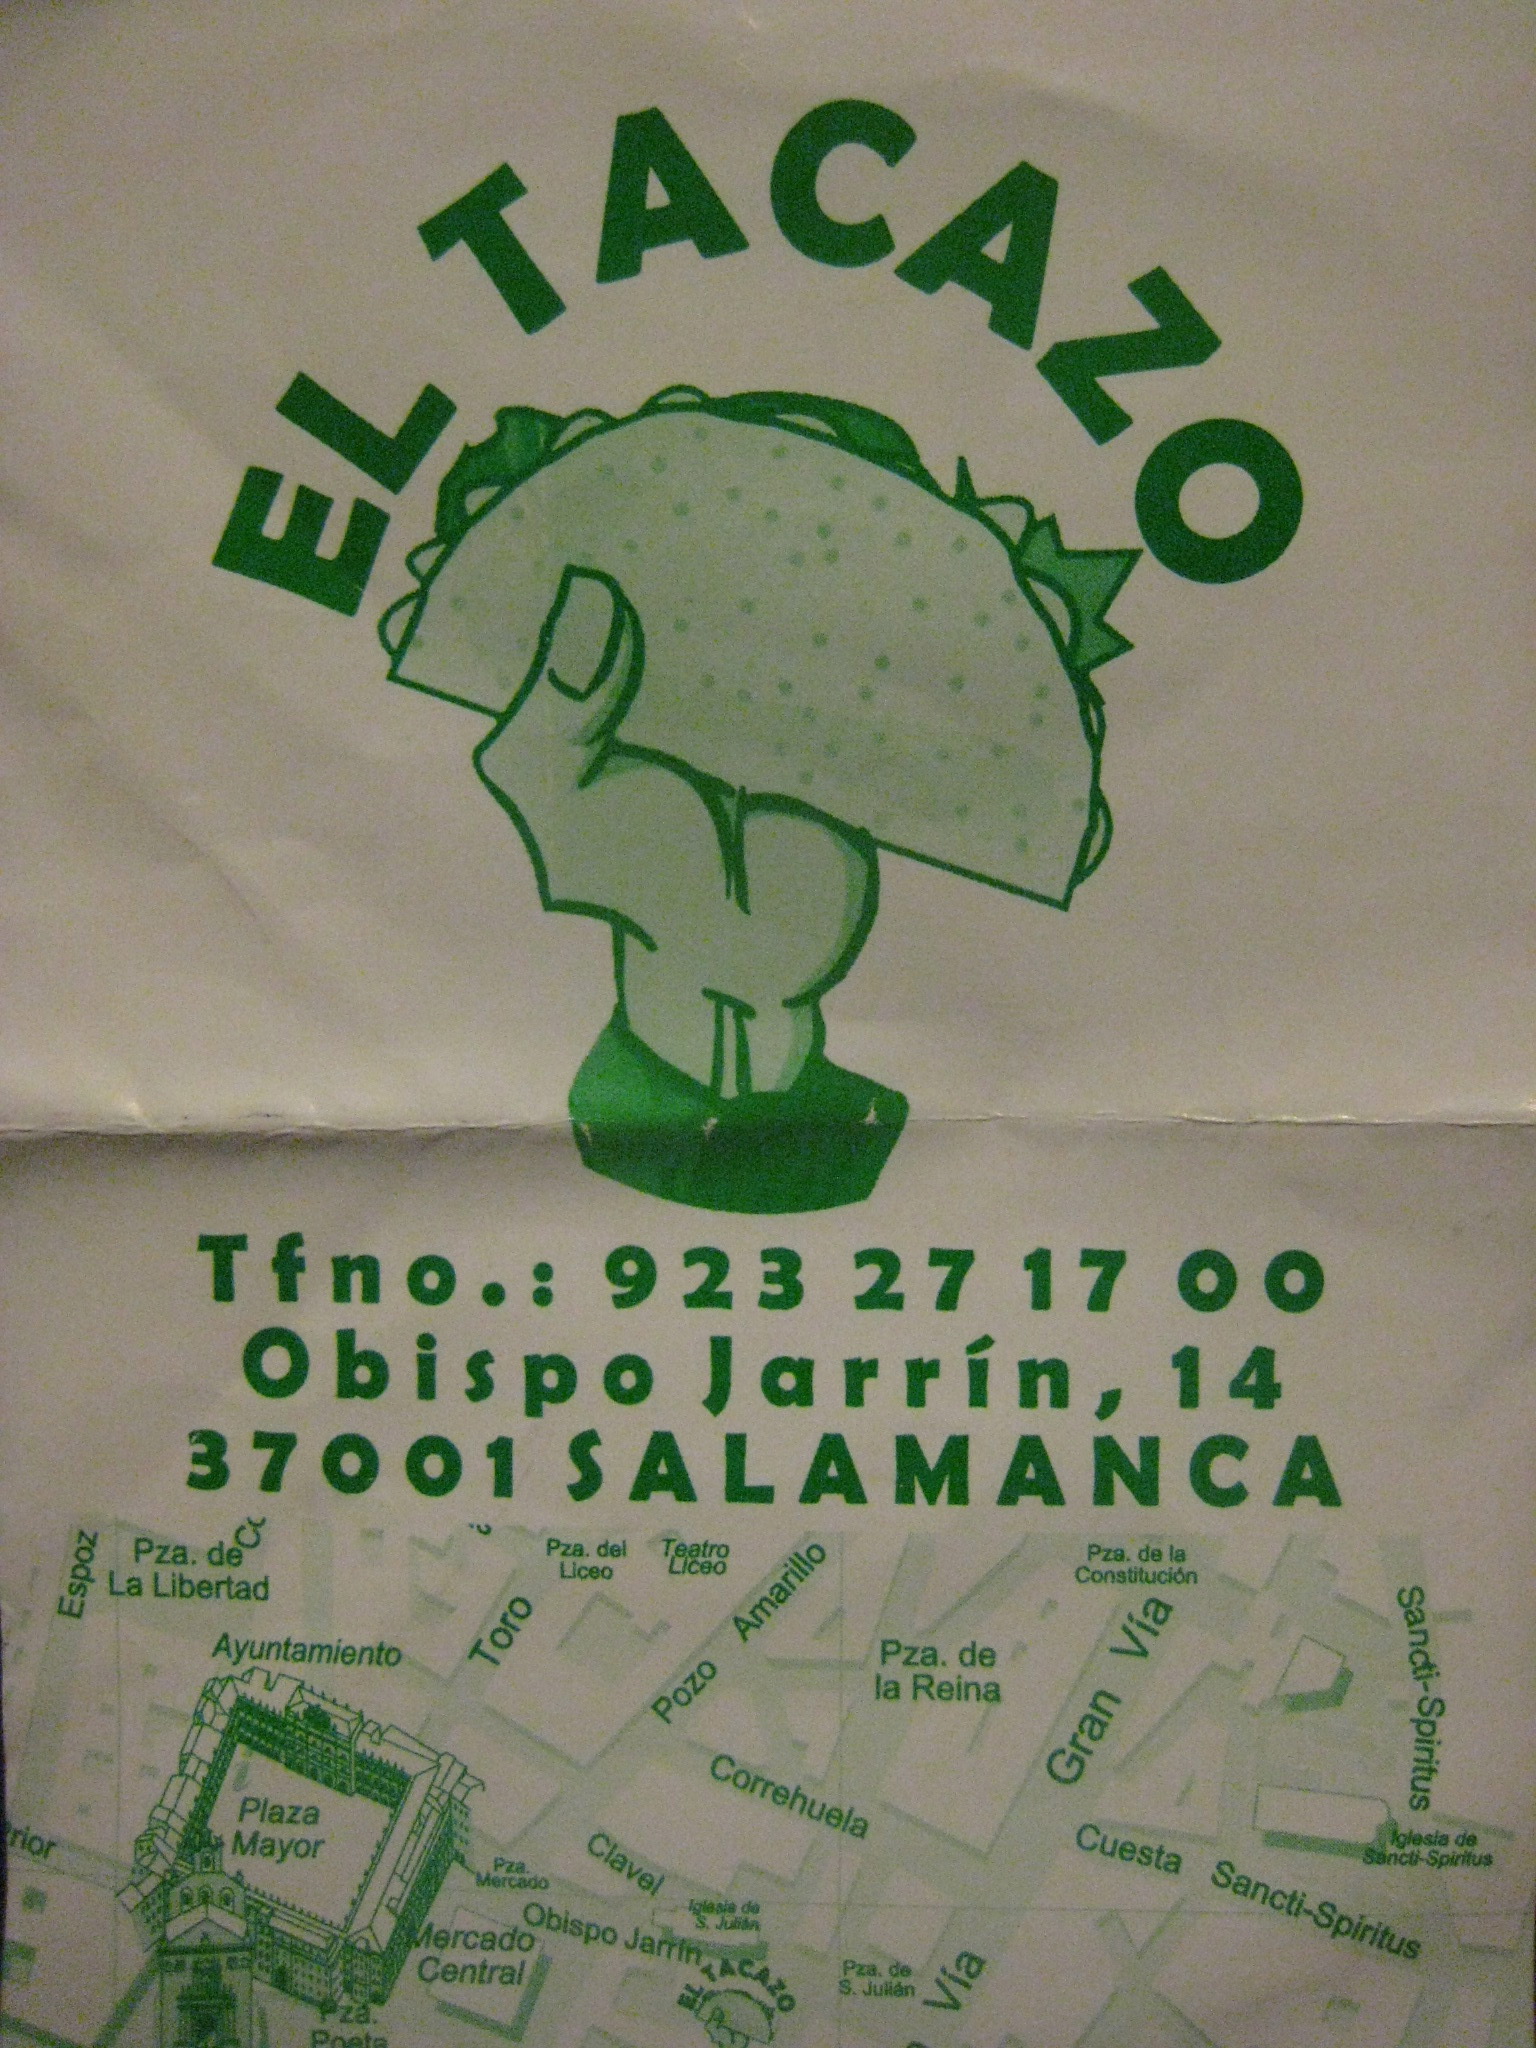 EL TACAZO
Tfno.: 923 27 17 00
Obispo Jarrín, 14
37001 SALAMANCA
Espoz
Pza. de
La Libertad
Ayuntamiento
Toro
Pza. del
Liceo
Teatro
Liceo
Pozo Amarillo
Pza. de
la Reina
Pza. de la
Constitución
Gran Vía
Sancti-Spiritus
Plaza
Mayor
Correhuela
Clavel
Pza.
Mercado
Cuesta Sancti-Spíritus
Iglesia de
Sancti-Spiritus
Obispo Jarrín
Iglesia de
S. Julián
Mercado
Central
EL TACAZO
Pza. de
S. Julián
Vía
Pza.
Poeta